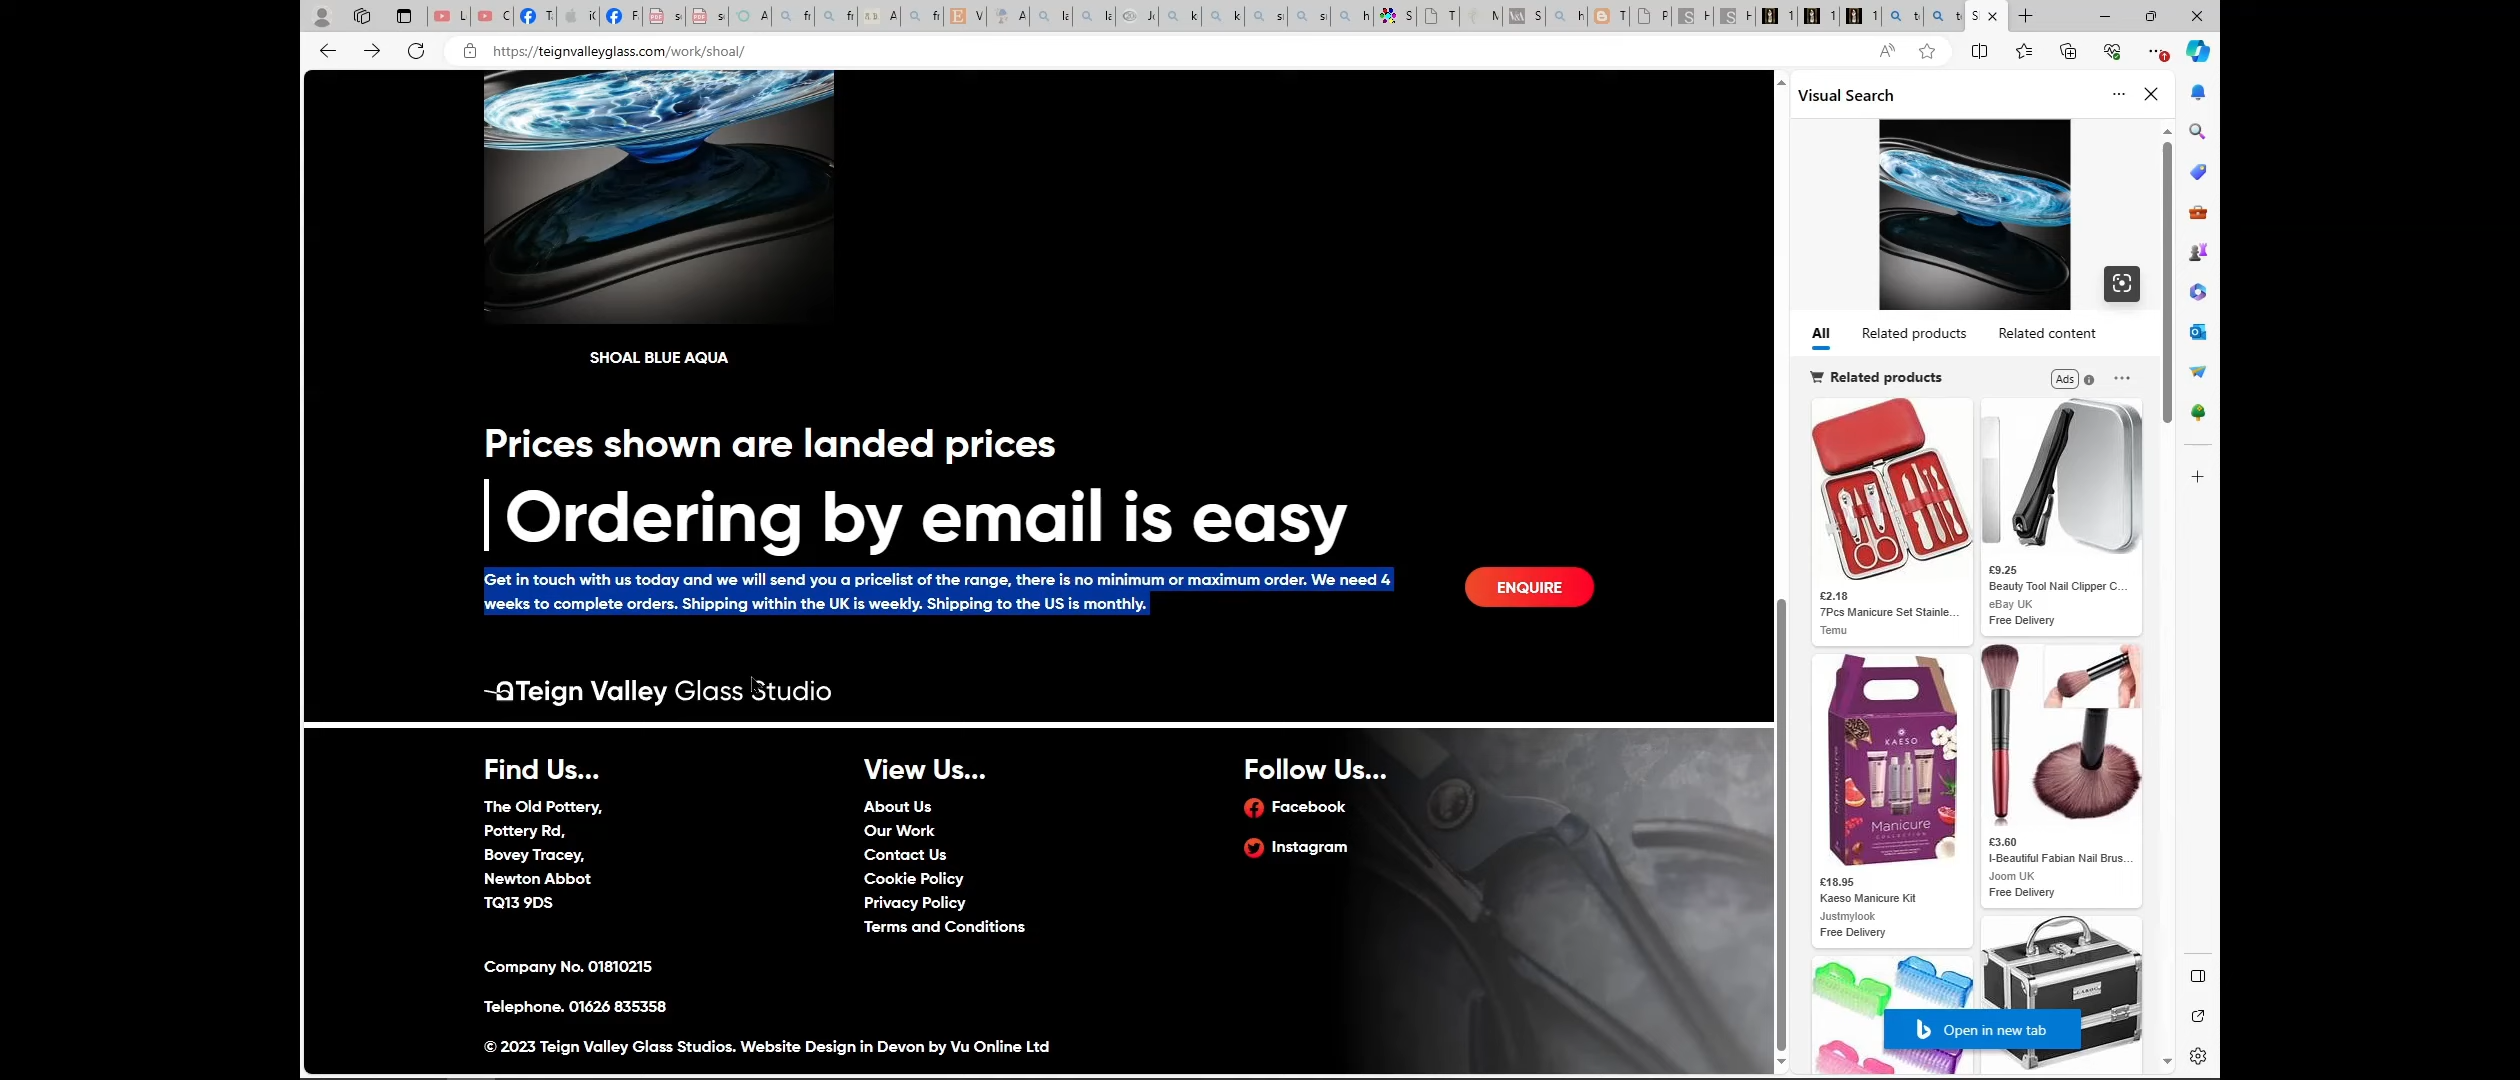 https://teignvalleyglass.com/work/shoal/
SHOAL BLUE AQUA
Prices shown are landed prices
Ordering by email is easy
Get in touch with us today and we will send you a pricelist of the range, there is no minimum or maximum order. We need 4
weeks to complete orders. Shipping within the UK is weekly. Shipping to the US is monthly.
ENQUIRE
Teign Valley Glass Studio
Find Us...
The Old Pottery,
Pottery Rd,
Bovey Tracey,
Newton Abbot
TQ13 9DS
Company No. 01810215
Telephone. 01626 835358
© 2023 Teign Valley Glass Studios. Website Design in Devon by Vu Online Ltd
View Us...
About Us
Our Work
Contact Us
Cookie Policy
Privacy Policy
Terms and Conditions
Follow Us...
Facebook
Instagram
Visual Search
All
Related products
Related content
Related products
Ads
£2.18
7Pcs Manicure Set Stainle...
Temu
£9.25
Beauty Tool Nail Clipper C...
eBay UK
Free Delivery
KAESO
Manicure
£18.95
Kaeso Manicure Kit
Justmylook
Free Delivery
£3.60
I-Beautiful Fabian Nail Brus...
Joom UK
Free Delivery
Open in new tab